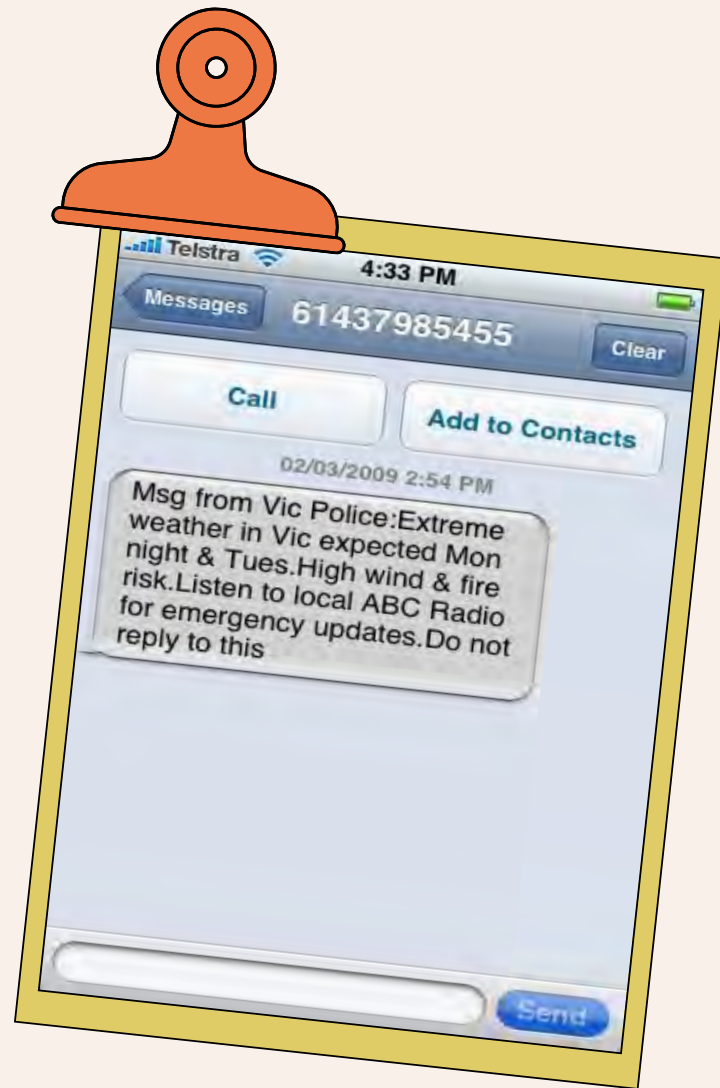 Telstra 4:33 PM
Messages 61437985455 Clear
Call Add to Contacts
02/03/2009 2:54 PM
Msg from Vic Police:Extreme
weather in Vic expected Mon
night & Tues.High wind & fire
risk.Listen to local ABC Radio
for emergency updates.Do not
reply to this
Send